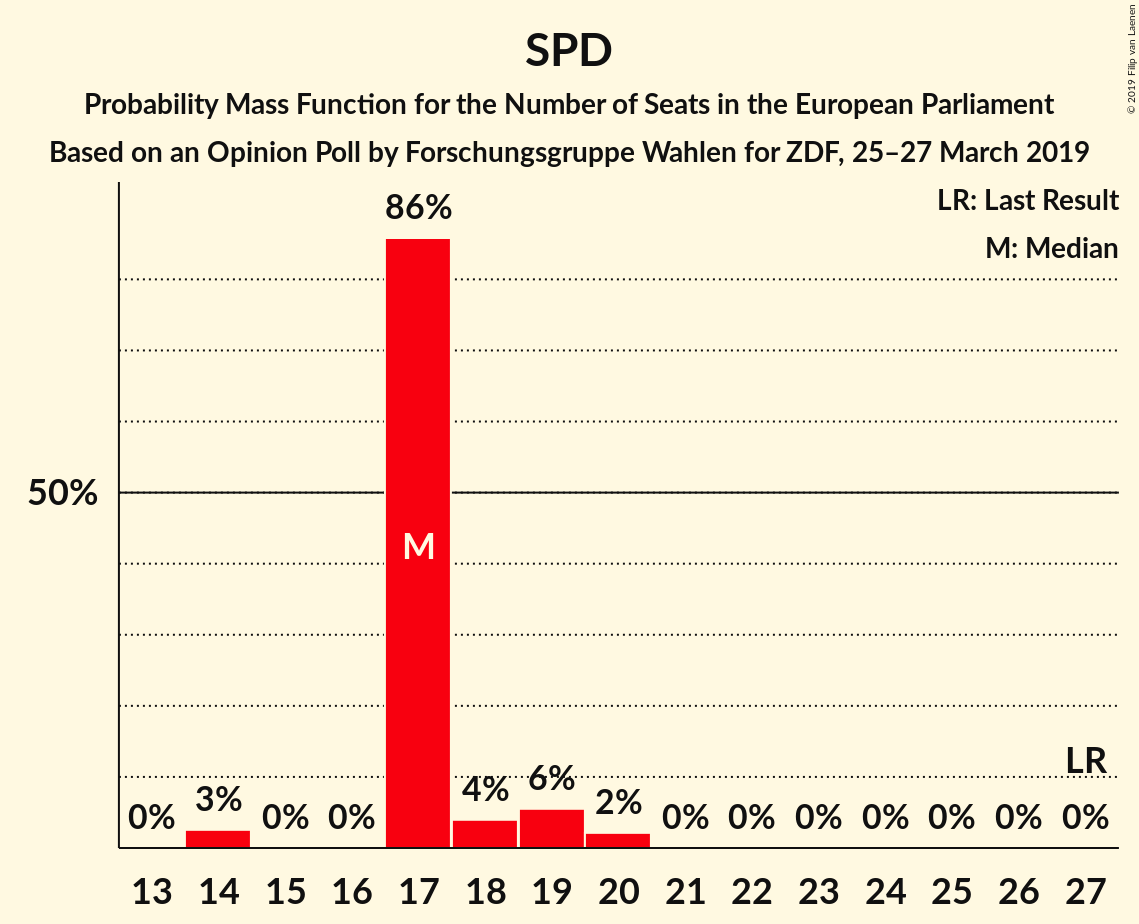 SPD
Probability Mass Function for the Number of Seats in the European Parliament
Based on an Opinion Poll by Forschungsgruppe Wahlen for ZDF, 25–27 March 2019
© 2019 Filip van Laenen
LR: Last Result
M: Median
86%
50%
M
LR
0% 3% 0% 0% 4% 6% 2% 0% 0% 0% 0% 0% 0% 0%
13 14 15 16 17 18 19 20 21 22 23 24 25 26 27